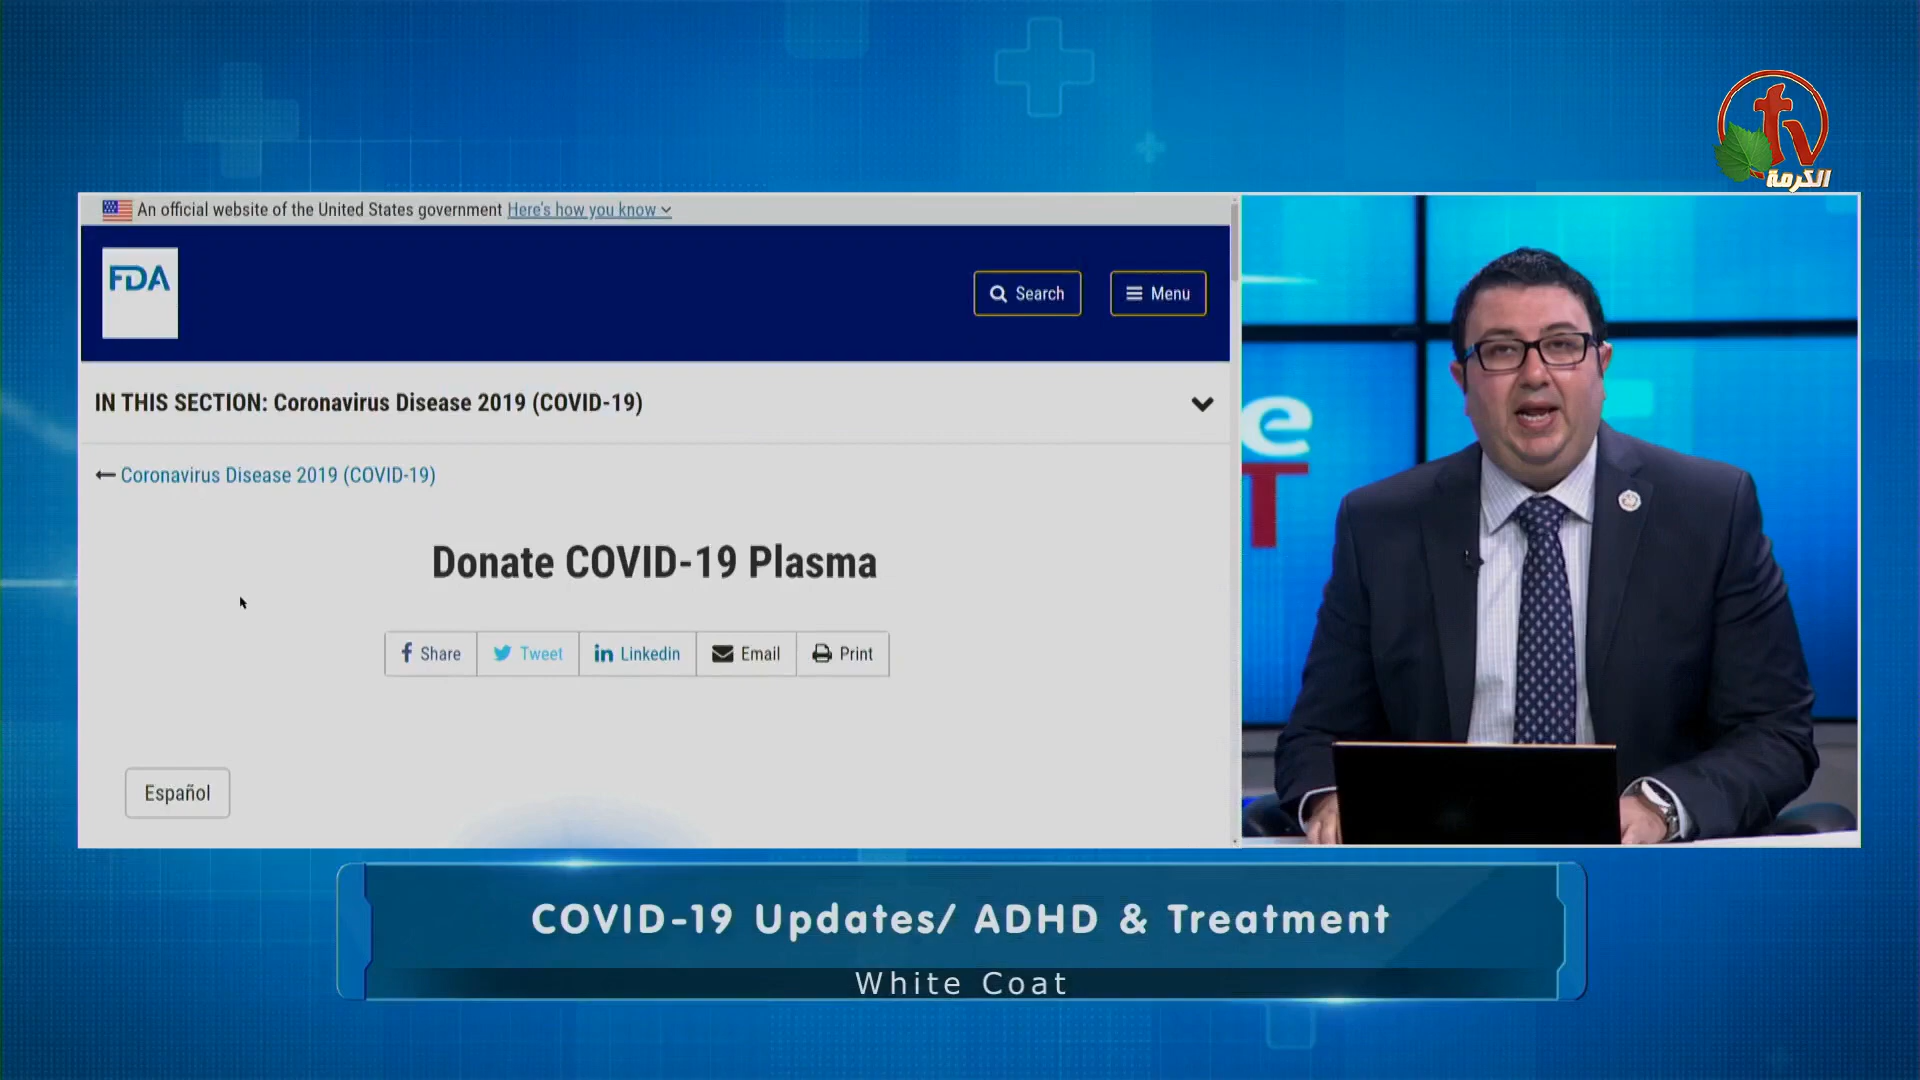 tv
الكرمة
An official website of the United States government Here's how you know
FDA
Search
Menu
IN THIS SECTION: Coronavirus Disease 2019 (COVID-19)
Coronavirus Disease 2019 (COVID-19)
Donate COVID-19 Plasma
Share Tweet Linkedin Email Print
Español
e
T
COVID-19 Updates/ ADHD & Treatment
White Coat